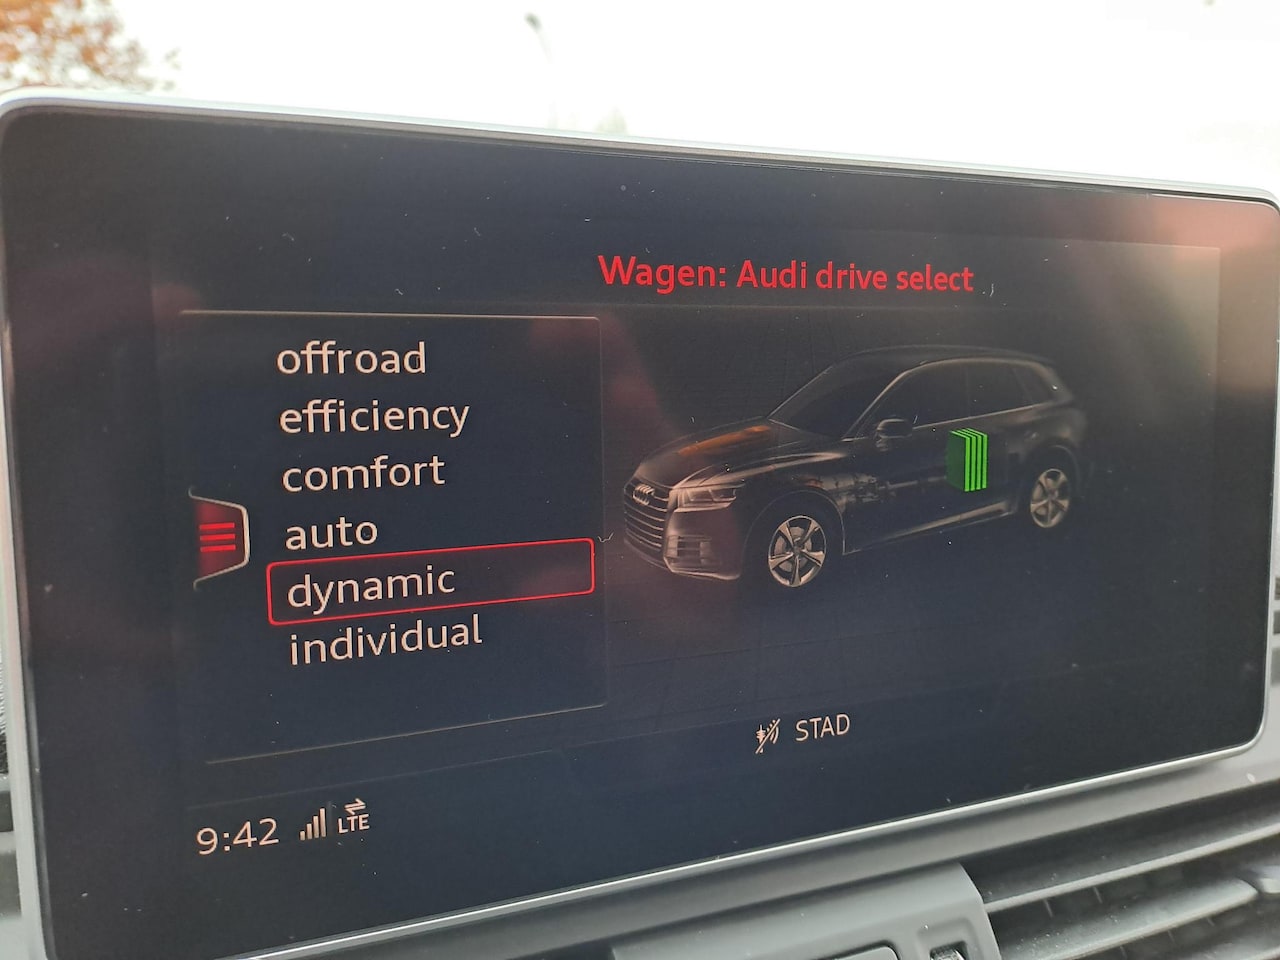 Wagen: Audi drive select
offroad
efficiency
comfort
auto
dynamic
individual
STAD
9:42 LTE